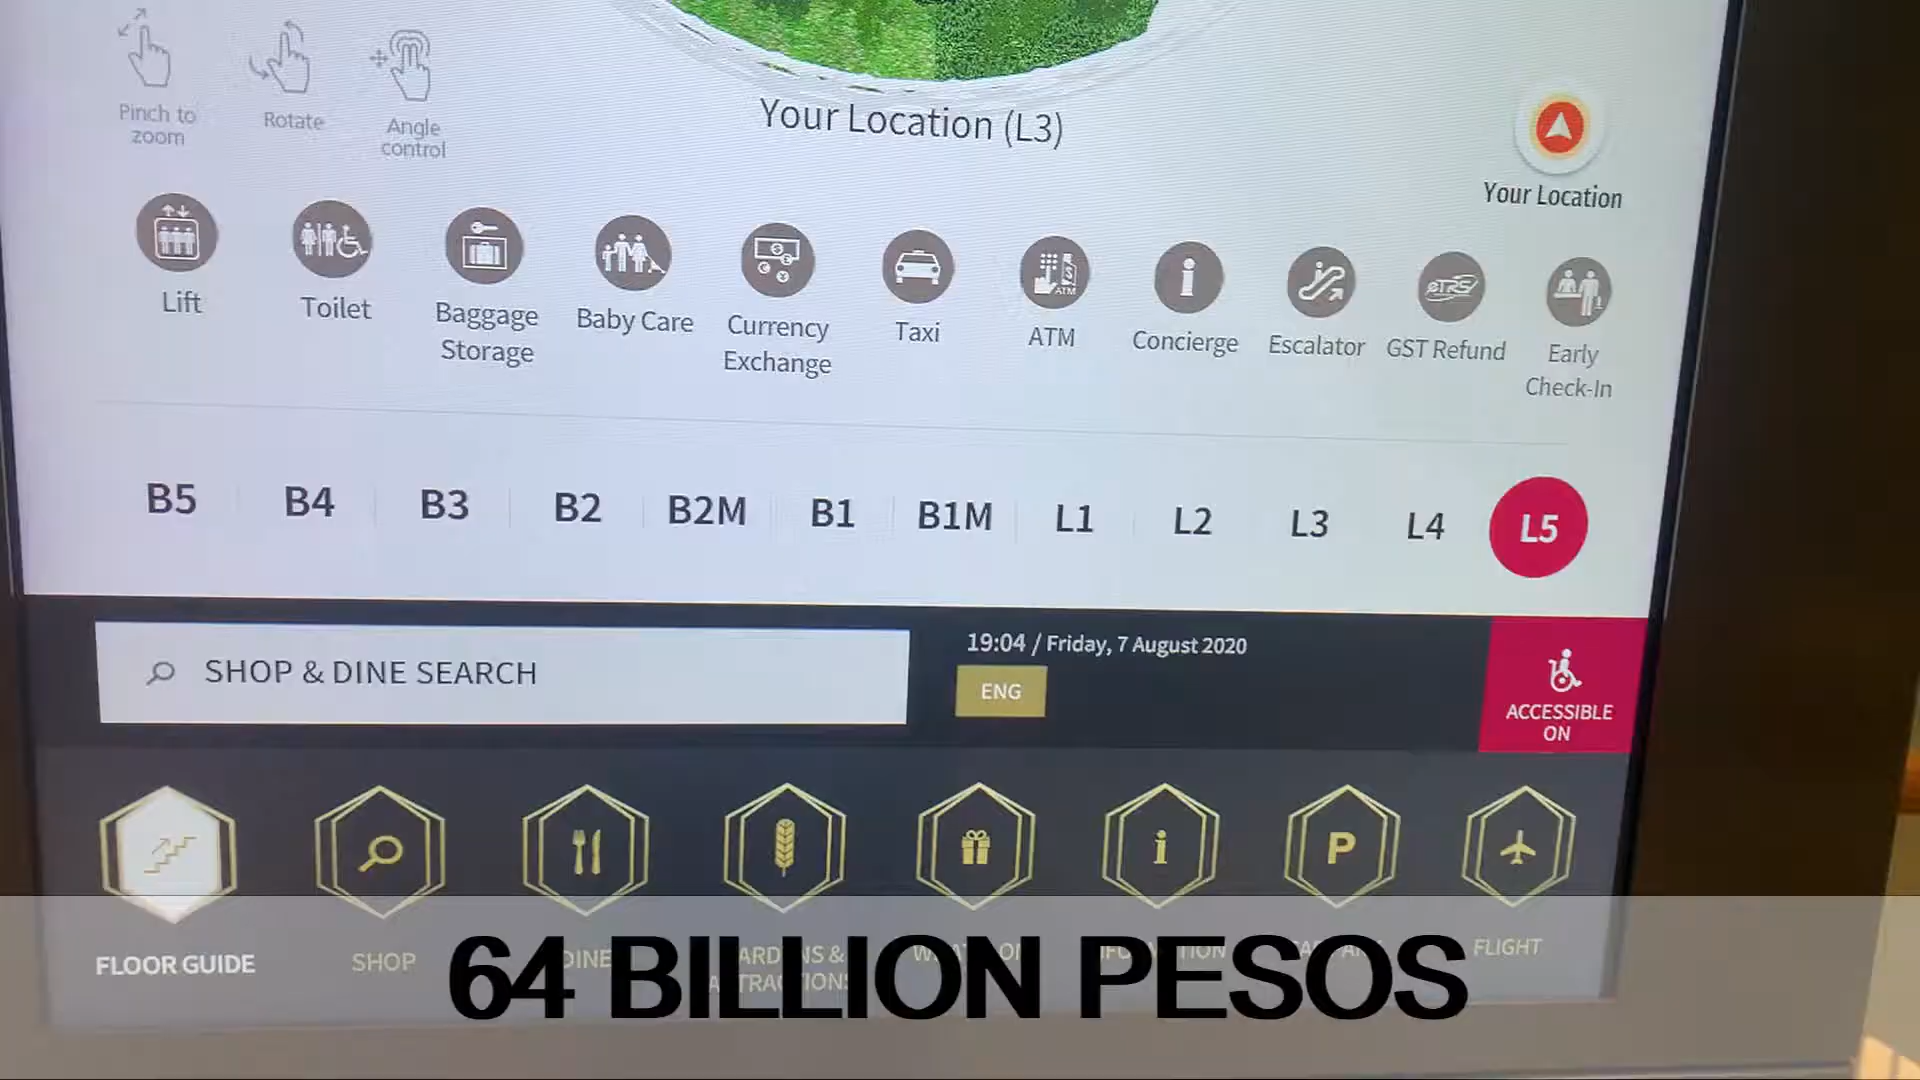 Pinch to
zoom
Rotate
Angle
control
Your Location (L3)
Your Location
Lift
Toilet
Baggage
Storage
Baby Care
Currency
Exchange
Taxi
ATM
ATM
Concierge
Escalator
eTRS
GST Refund
Early
Check-In
B5 B4 B3 B2 B2M B1 B1M L1 L2 L3 L4 L5
SHOP & DINE SEARCH
19:04 / Friday, 7 August 2020
ENG
ACCESSIBLE
ON
P
FLOOR GUIDE
SHOP
DINE
FLIGHT
64 BILLION PESOS